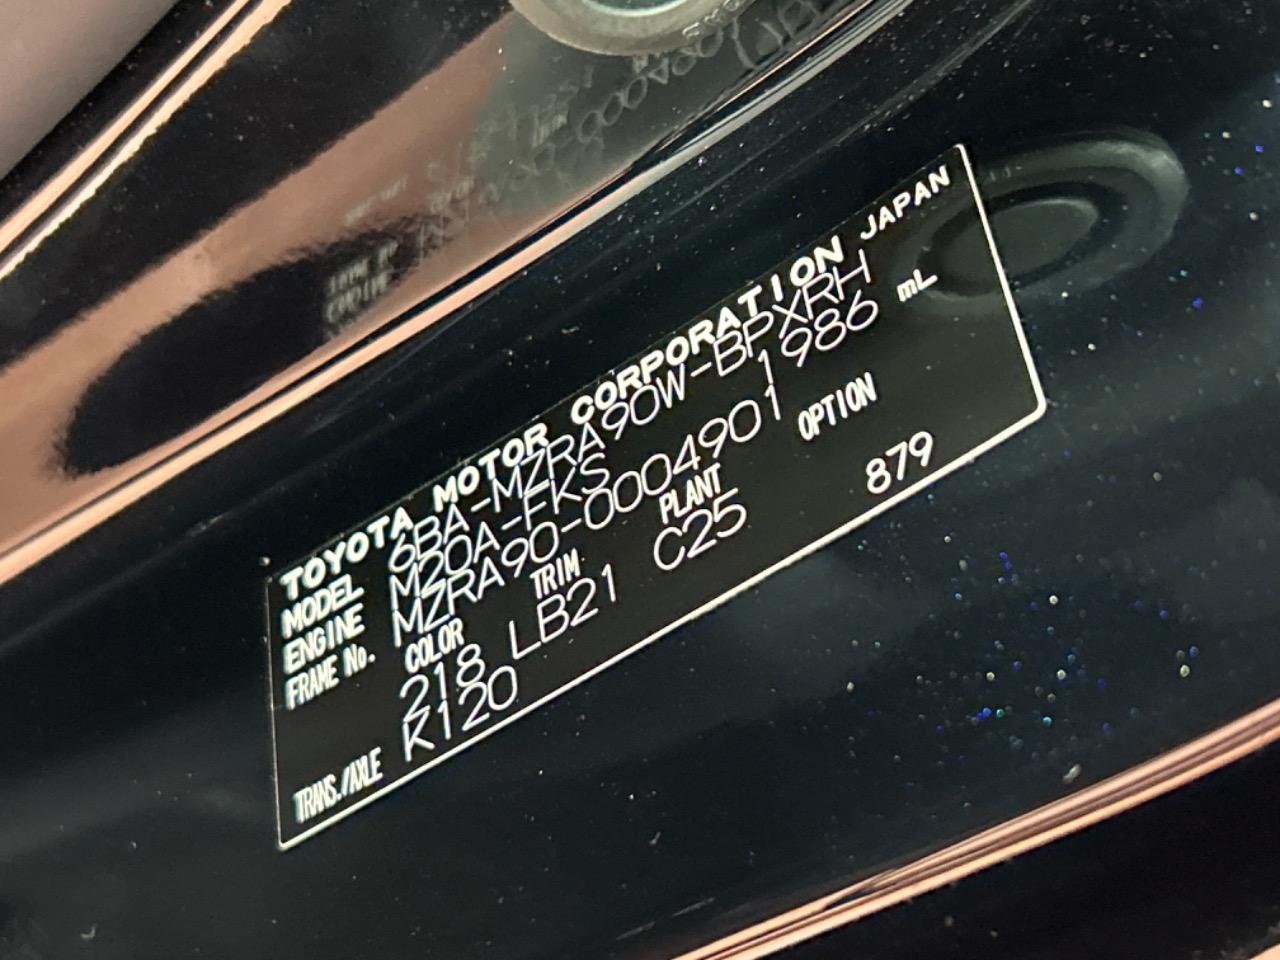 TOYOTA MOTOR CORPORATION JAPAN
MODEL 6BA-MZRA90W-BPXRH
ENGINE M20A-FKS 1986 mL
FRAME No. MZRA90-0004901
COLOR TRIM PLANT OPTION
218 LB21 C25 879
TRANS./AXLE K120